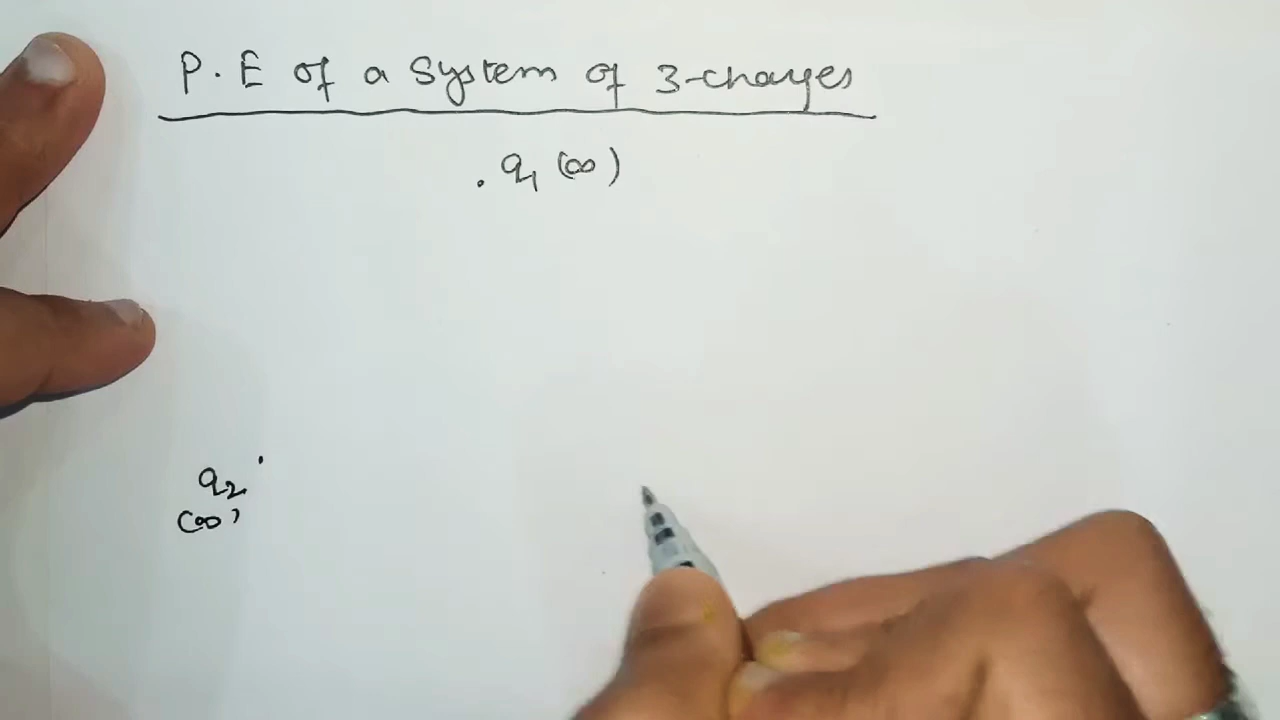 P.E of a System of 3-charges
. q₁ (∞)
q₂ .
(∞)